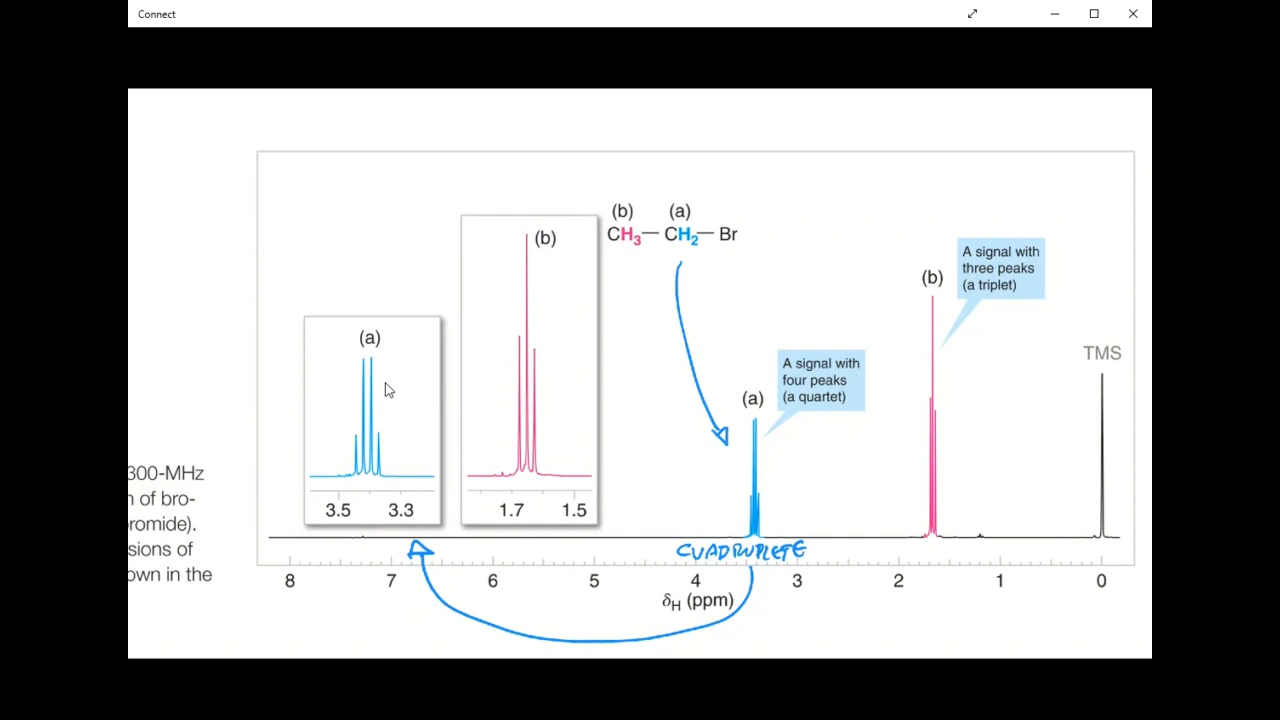 Connect
(b) (a)
CH3— CH2— Br
(b)
A signal with
three peaks
(a triplet)
(b)
(a)
TMS
A signal with
four peaks
(a quartet)
(a)
300-MHz
n of bro-
romide).
sions of
own in the
3.5 3.3
1.7 1.5
CUADRUPLETE
8 7 6 5 4 3 2 1 0
δH (ppm)